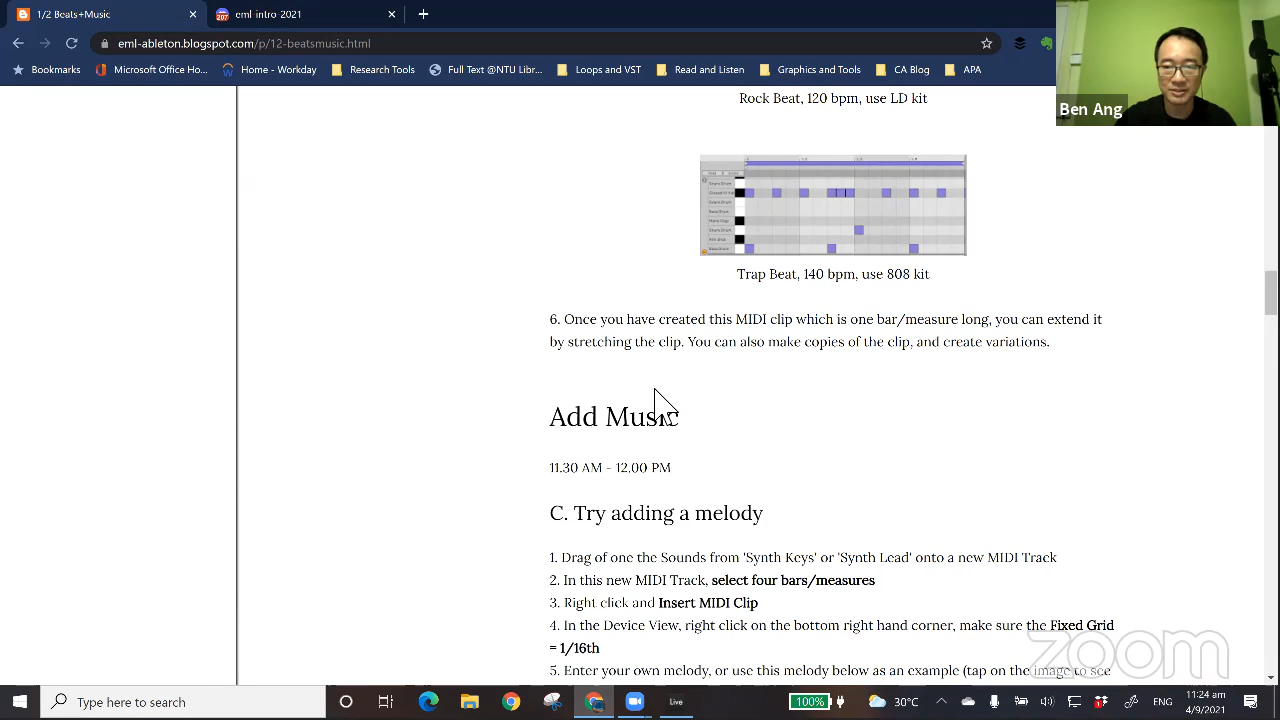 1/2 Beats+Music
207
eml intro 2021
eml-ableton.blogspot.com/p/12-beatsmusic.html
Bookmarks
Microsoft Office Ho...
Home - Workday
Research Tools
Full Text@NTU Libr...
Loops and VST
Read and Listen
Graphics and Tools
CA Blog
APA
Ben Ang
Rock Beat, 120 bpm, use LD kit
Trap Beat, 140 bpm, use 808 kit
6. Once you have created this MIDI clip which is one bar/measure long, you can extend it
by stretching the clip. You can also make copies of the clip, and create variations.
Add Music
11.30 AM - 12.00 PM
C. Try adding a melody
1. Drag of one the Sounds from 'Synth Keys' or 'Synth Lead' onto a new MIDI Track
2. In this new MIDI Track, select four bars/measures
3. Right click and Insert MIDI Clip
4. In the Device View, right click on the bottom right hand corner, make sure the Fixed Grid
= 1/16th
5. Enter your own melody, or use this melody below as an example (tap on the image to see
zoom
Type here to search
Live
100%
30°C
ENG
11:24 am
4/9/2021